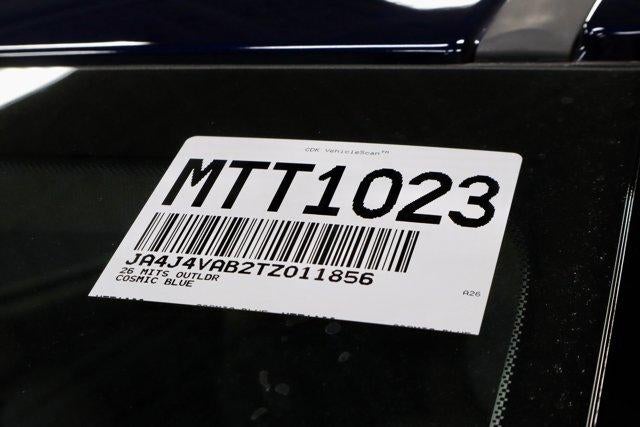 CDK VehicleScan™
MTT1023
JA4J4VAB2TZ011856
26 MITS OUTLDR
COSMIC BLUE
A26